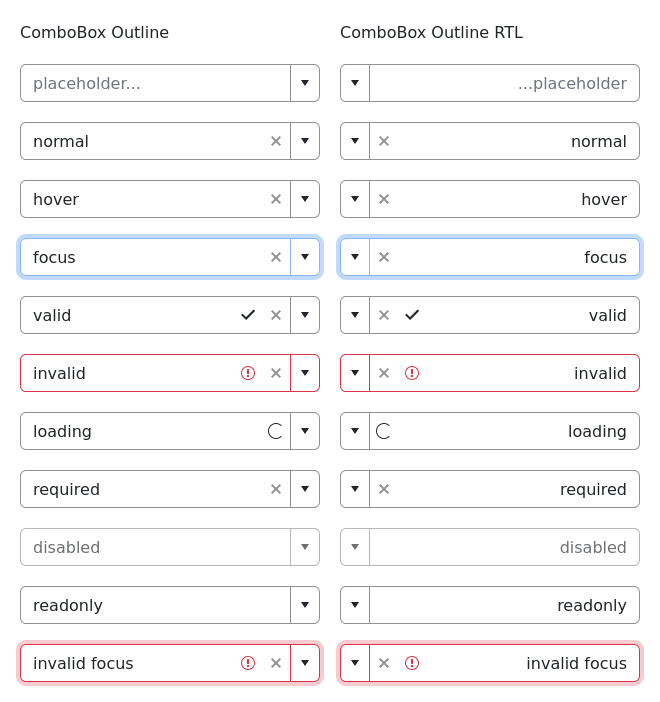 ComboBox Outline
placeholder...
normal
hover
focus
valid
invalid
loading
required
disabled
readonly
invalid focus
ComboBox Outline RTL
...placeholder
normal
hover
focus
valid
invalid
loading
required
disabled
readonly
invalid focus